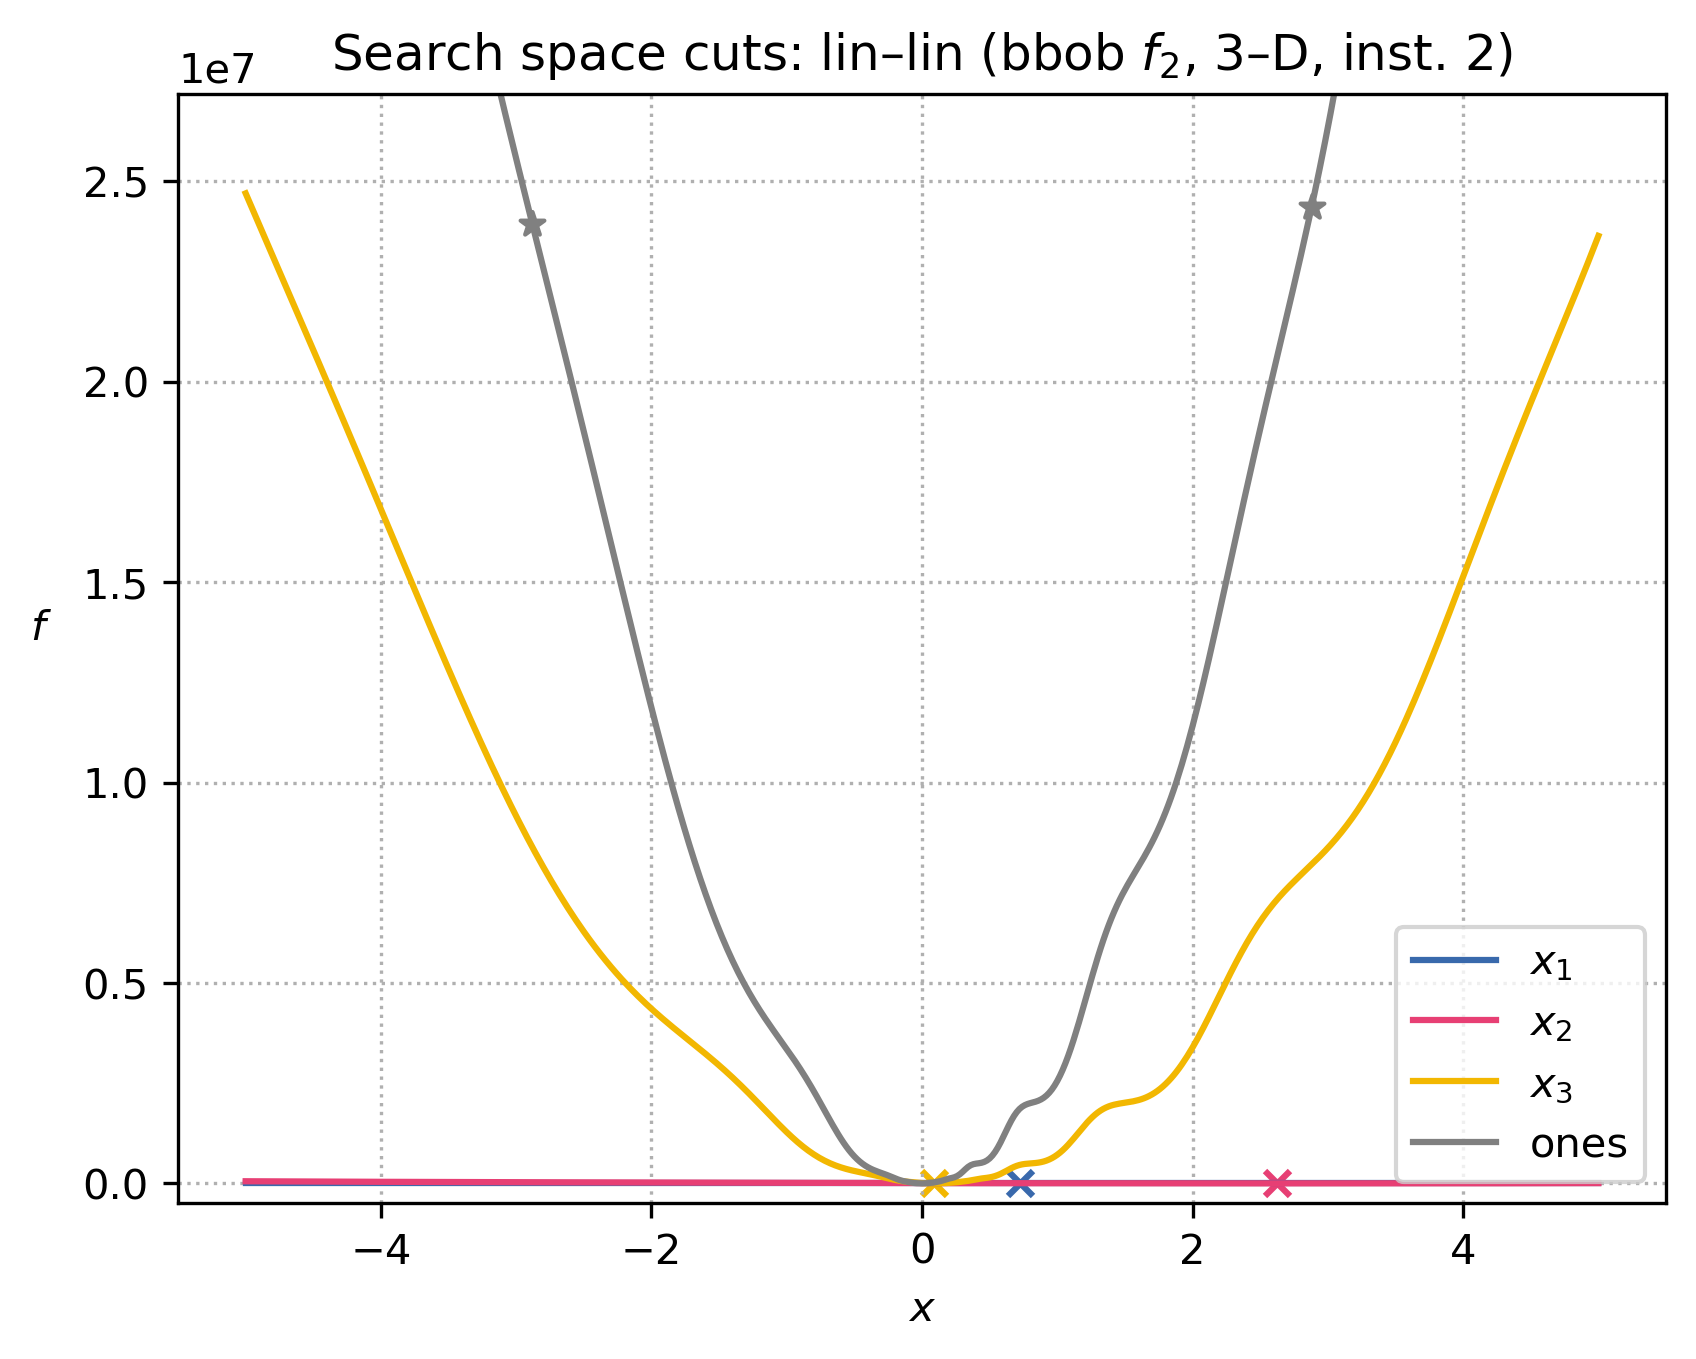 Search space cuts: lin–lin (bbob f₂, 3–D, inst. 2)
1e7
2.5
2.0
1.5
1.0
0.5
0.0
f
−4
−2
0
2
4
x
x₁
x₂
x₃
ones